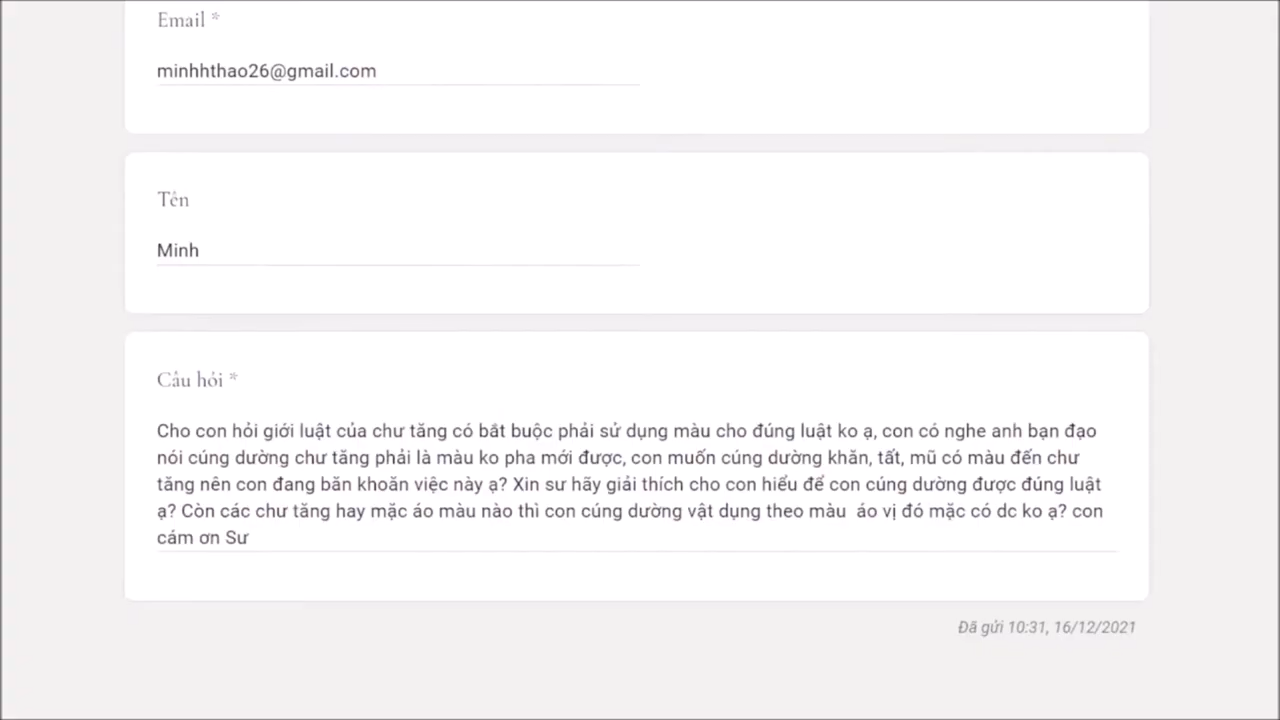 Email *
minhhthao26@gmail.com
Tên
Minh
Câu hỏi *
Cho con hỏi giới luật của chư tăng có bắt buộc phải sử dụng màu cho đúng luật ko ạ, con có nghe anh bạn đạo
nói cúng dường chư tăng phải là màu ko pha mới được, con muốn cúng dường khăn, tất, mũ có màu đến chư
tăng nên con đang băn khoăn việc này ạ? Xin sư hãy giải thích cho con hiểu để con cúng dường được đúng luật
ạ? Còn các chư tăng hay mặc áo màu nào thì con cúng dường vật dụng theo màu  áo vị đó mặc có dc ko ạ? con
cám ơn Sư
Đã gửi 10:31, 16/12/2021